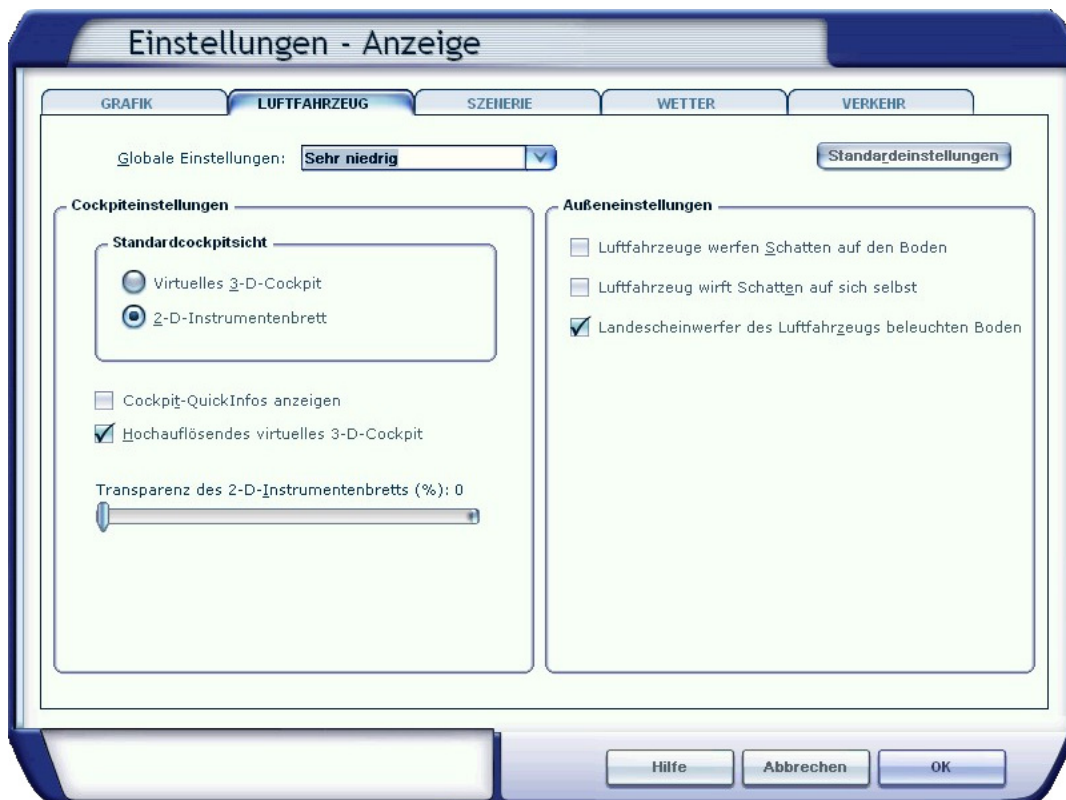 Einstellungen - Anzeige
GRAFIK
LUFTFAHRZEUG
SZENERIE
WETTER
VERKEHR
Globale Einstellungen: Sehr niedrig
Standardeinstellungen
Cockpiteinstellungen
Standardcockpitsicht
Virtuelles 3-D-Cockpit
2-D-Instrumentenbrett
Cockpit-QuickInfos anzeigen
Hochauflösendes virtuelles 3-D-Cockpit
Transparenz des 2-D-Instrumentenbretts (%): 0
Außeneinstellungen
Luftfahrzeuge werfen Schatten auf den Boden
Luftfahrzeug wirft Schatten auf sich selbst
Landescheinwerfer des Luftfahrzeugs beleuchten Boden
Hilfe
Abbrechen
OK